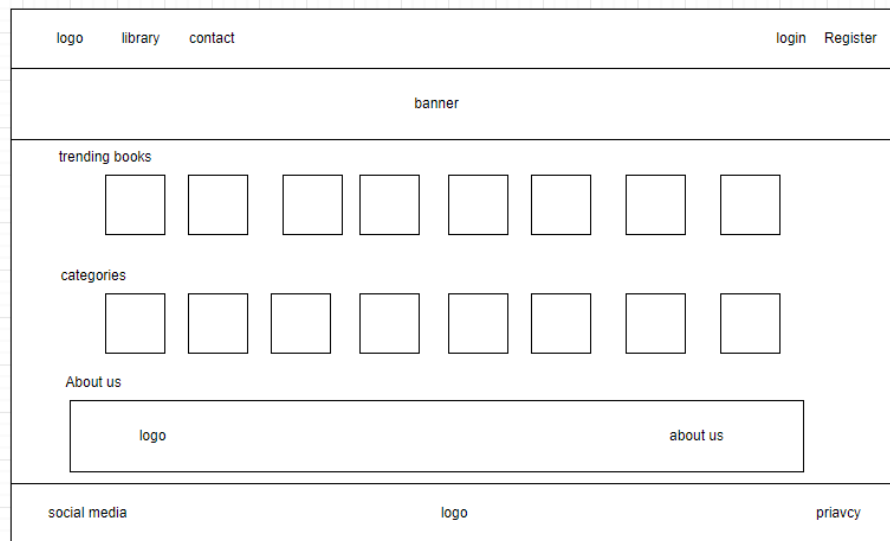 logo library contact login Register
banner
trending books
categories
About us
logo about us
social media logo priavcy